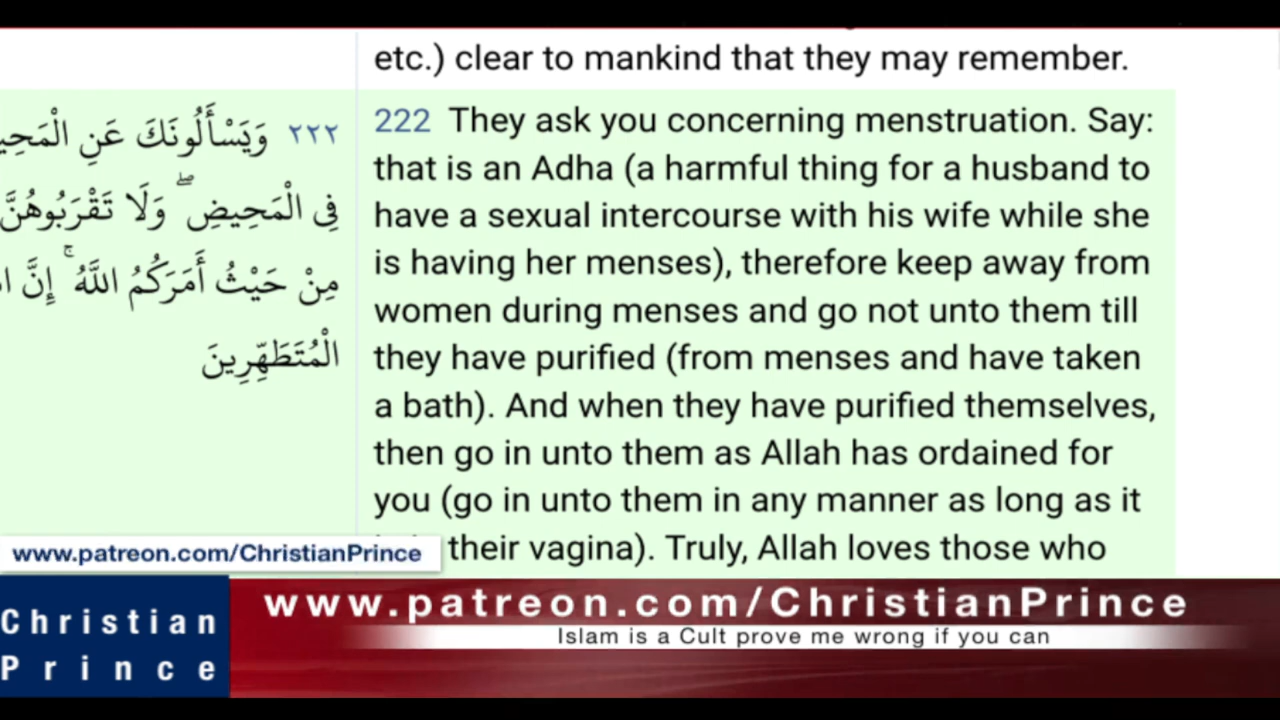 etc.) clear to mankind that they may remember.
٢٢٢ وَيَسْأَلُونَكَ عَنِ
فِي الْمَحِيضِ ۖ وَلَا تَقْرَبُوهُنَّ
مِنْ حَيْثُ أَمَرَكُمُ اللَّهُ ۚ إِنَّ
الْمُتَطَهِّرِينَ
222 They ask you concerning menstruation. Say:
that is an Adha (a harmful thing for a husband to
have a sexual intercourse with his wife while she
is having her menses), therefore keep away from
women during menses and go not unto them till
they have purified (from menses and have taken
a bath). And when they have purified themselves,
then go in unto them as Allah has ordained for
you (go in unto them in any manner as long as it
their vagina). Truly, Allah loves those who
www.patreon.com/ChristianPrince
Christian
Prince
www.patreon.com/ChristianPrince
Islam is a Cult prove me wrong if you can